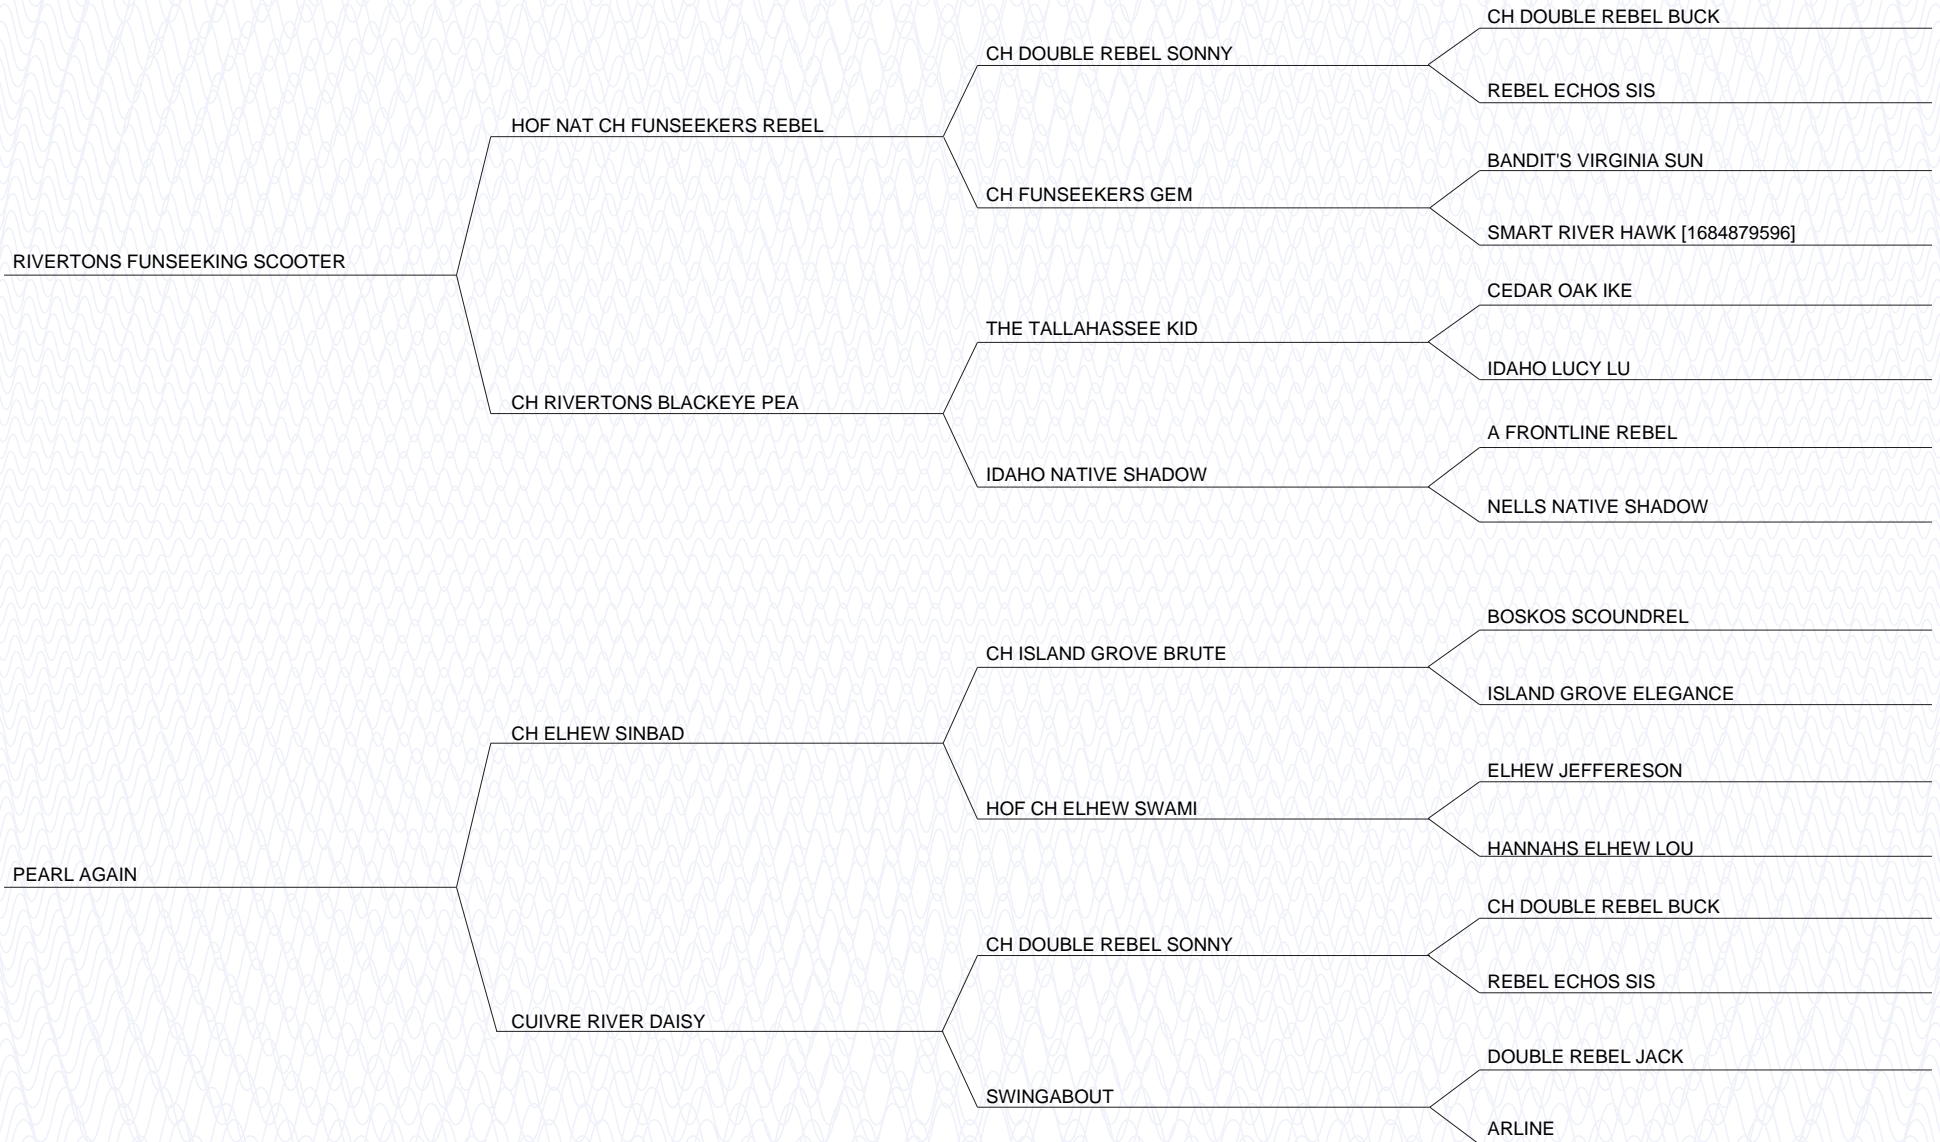 CH DOUBLE REBEL BUCK
CH DOUBLE REBEL SONNY
REBEL ECHOS SIS
HOF NAT CH FUNSEEKERS REBEL
BANDIT'S VIRGINIA SUN
CH FUNSEEKERS GEM
SMART RIVER HAWK [1684879596]
RIVERTONS FUNSEEKING SCOOTER
CEDAR OAK IKE
THE TALLAHASSEE KID
IDAHO LUCY LU
CH RIVERTONS BLACKEYE PEA
A FRONTLINE REBEL
IDAHO NATIVE SHADOW
NELLS NATIVE SHADOW
BOSKOS SCOUNDREL
CH ISLAND GROVE BRUTE
ISLAND GROVE ELEGANCE
CH ELHEW SINBAD
ELHEW JEFFERESON
HOF CH ELHEW SWAMI
HANNAHS ELHEW LOU
PEARL AGAIN
CH DOUBLE REBEL BUCK
CH DOUBLE REBEL SONNY
REBEL ECHOS SIS
CUIVRE RIVER DAISY
DOUBLE REBEL JACK
SWINGABOUT
ARLINE